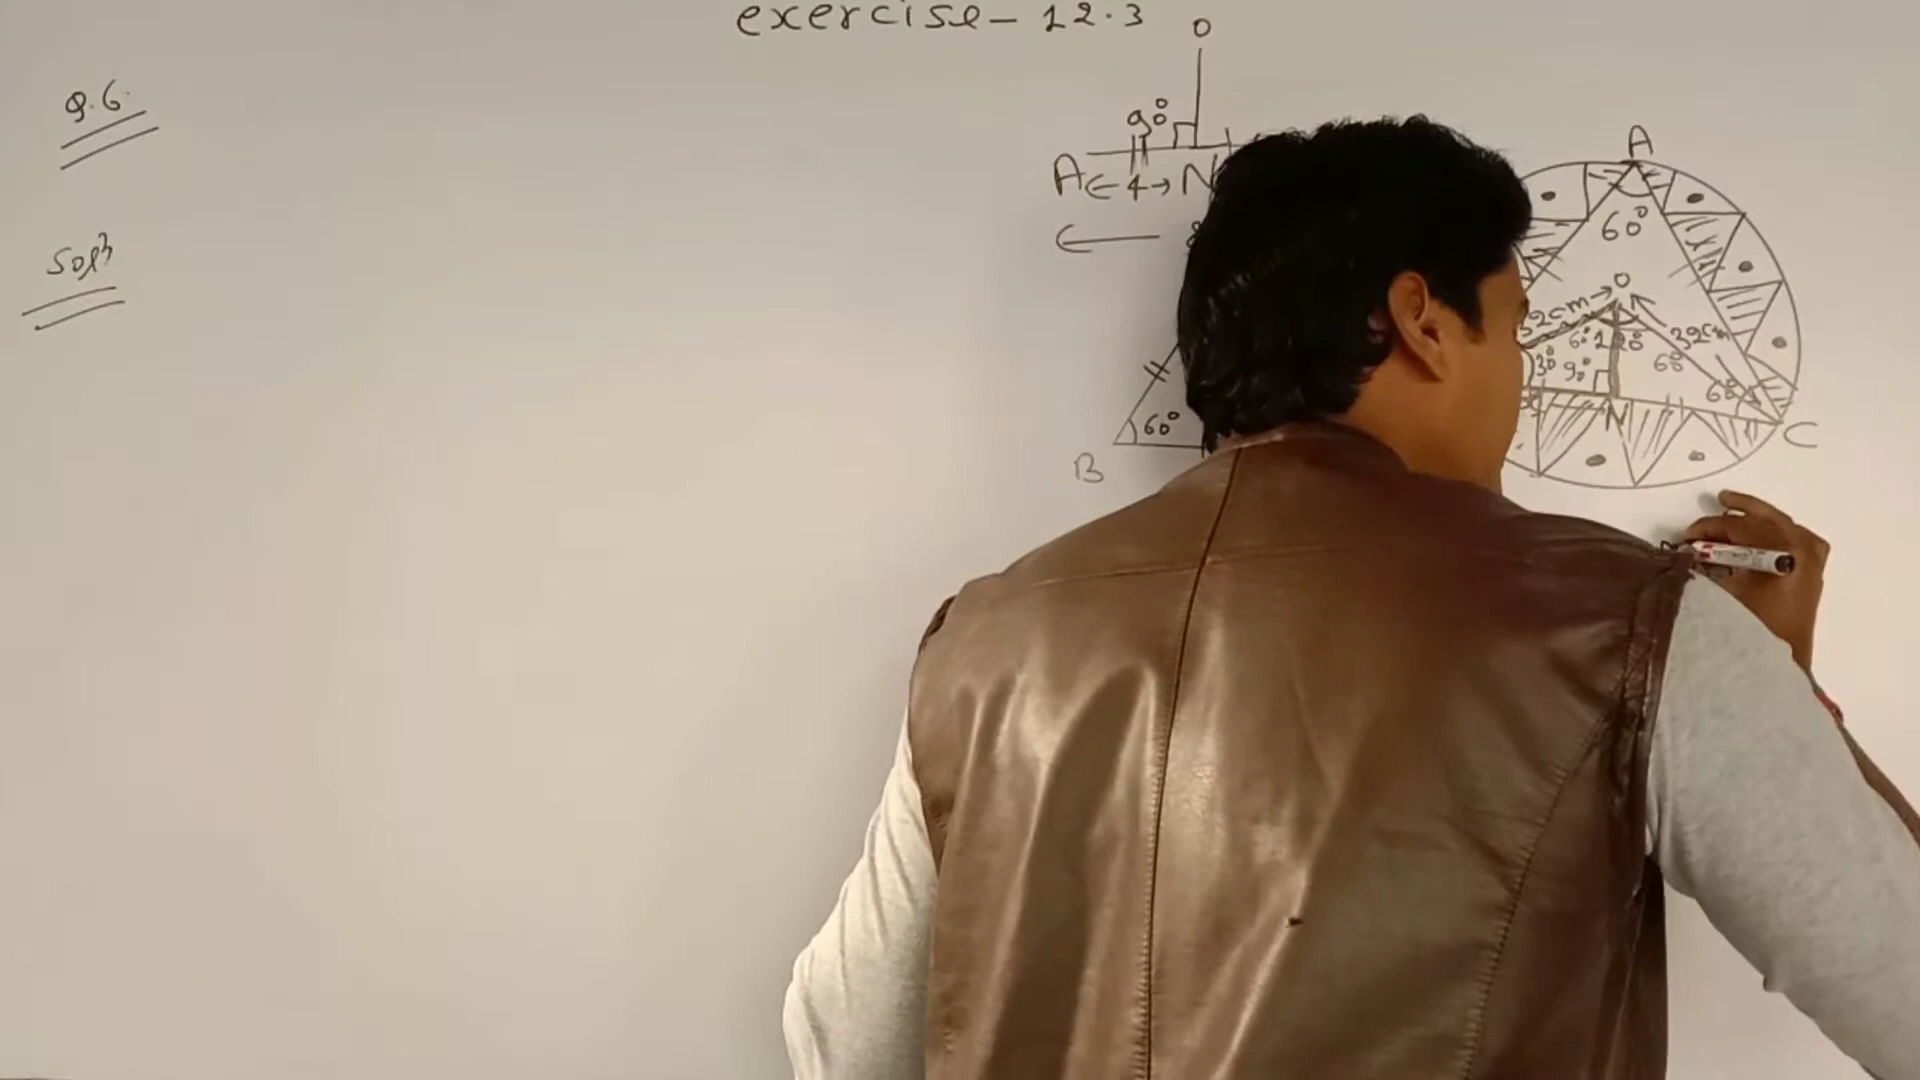 exercise - 12.3
Q.6.
Soln
O
90°
A ← 4 → N
←
60°
B
A
60°
O
32cm
32cm
60°
120°
60°
30°
90°
60°
N
C